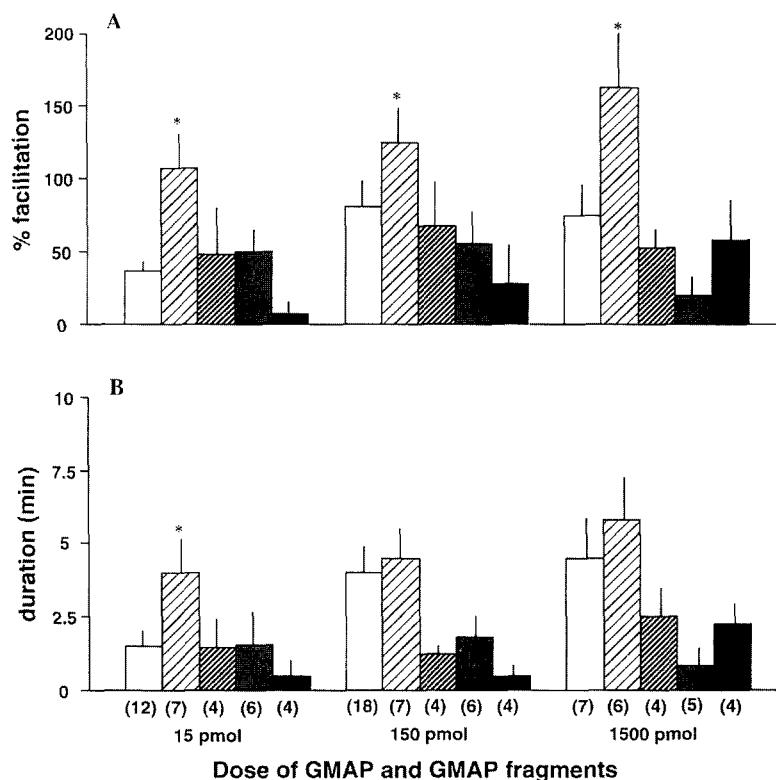 A
% facilitation
200
150
100
50
0
*
*
*
B
duration (min)
10
7.5
5
2.5
0
*
(12) (7) (4) (6) (4) (18) (7) (4) (6) (4) (7) (6) (4) (5) (4)
15 pmol 150 pmol 1500 pmol
Dose of GMAP and GMAP fragments